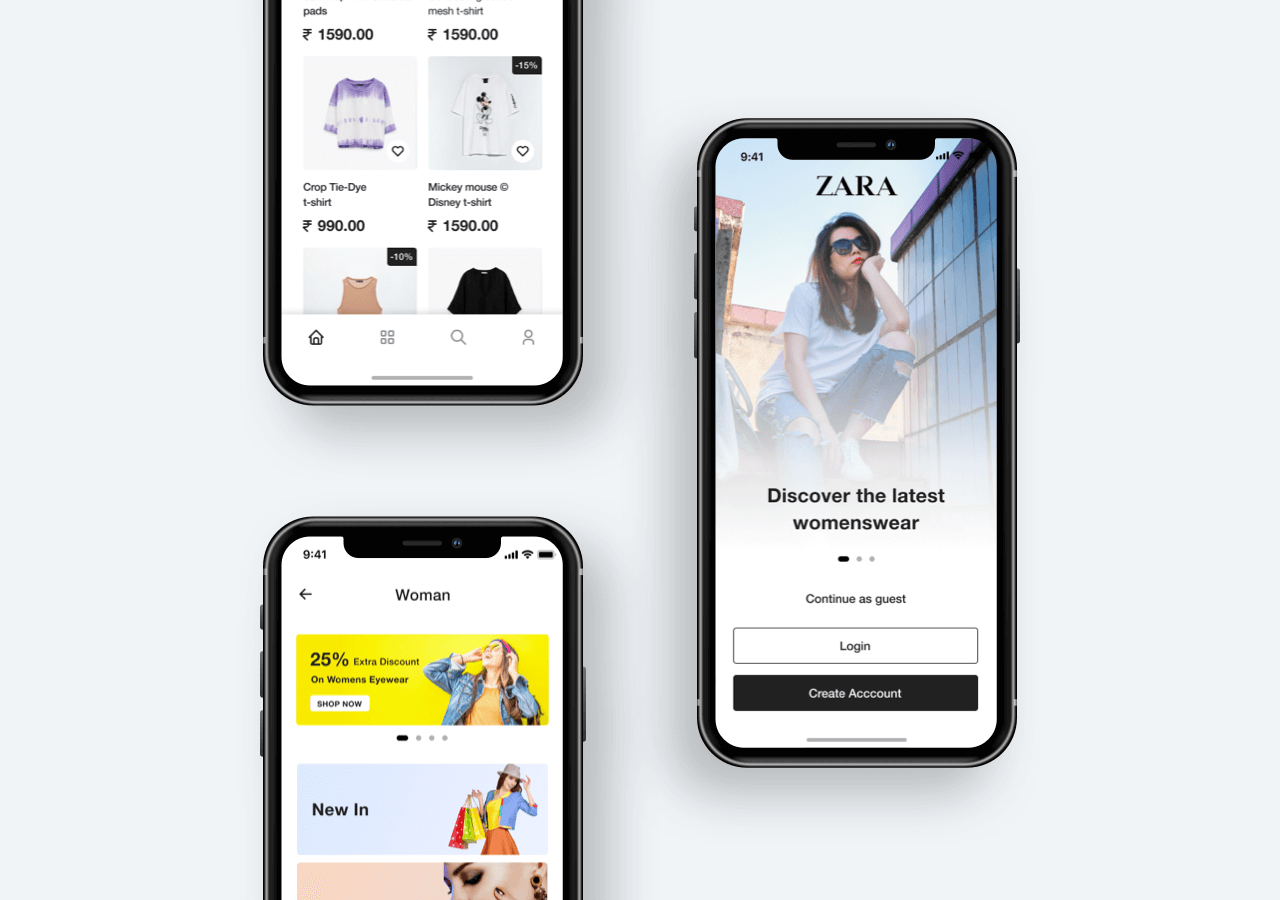 pads
mesh t-shirt
₹ 1590.00
₹ 1590.00
-15%
Crop Tie-Dye
t-shirt
₹ 990.00
Mickey mouse ©
Disney t-shirt
₹ 1590.00
-10%
9:41
Woman
25% Extra Discount
On Womens Eyewear
SHOP NOW
New In
9:41
ZARA
Discover the latest
womenswear
Continue as guest
Login
Create Acccount